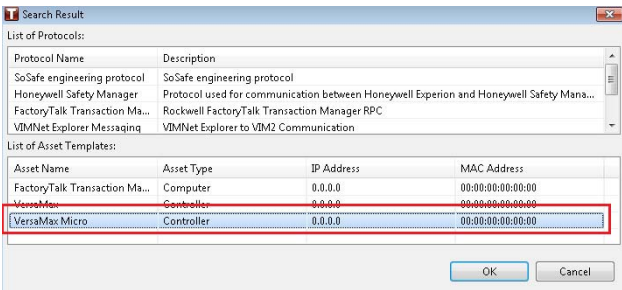 Search Result
List of Protocols:
Protocol Name Description
SoSafe engineering protocol SoSafe engineering protocol
Honeywell Safety Manager Protocol used for communication between Honeywell Experion and Honeywell Safety Mana...
FactoryTalk Transaction Ma... Rockwell FactoryTalk Transaction Manager RPC
VIMNet Explorer Messaging VIMNet Explorer to VIM2 Communication
List of Asset Templates:
Asset Name Asset Type IP Address MAC Address
FactoryTalk Transaction Ma... Computer 0.0.0.0 00:00:00:00:00:00
VersaMax Controller 0.0.0.0 00:00:00:00:00:00
VersaMax Micro Controller 0.0.0.0 00:00:00:00:00:00
OK Cancel